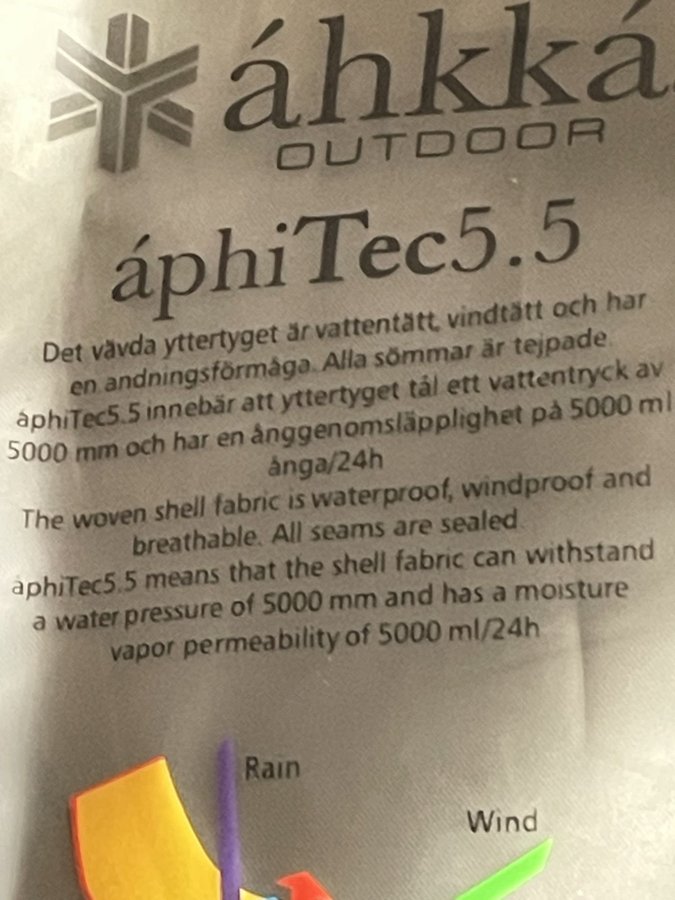 áhkká
OUTDOOR
áphiTec5.5
Det vävda yttertyget är vattentätt, vindtätt och har
en andningsförmåga. Alla sömmar är tejpade.
áphiTec5.5 innebär att yttertyget tål ett vattentryck av
5000 mm och har en ånggenomsläpplighet på 5000 ml
ånga/24h
The woven shell fabric is waterproof, windproof and
breathable. All seams are sealed.
áphiTec5.5 means that the shell fabric can withstand
a water pressure of 5000 mm and has a moisture
vapor permeability of 5000 ml/24h
Rain
Wind